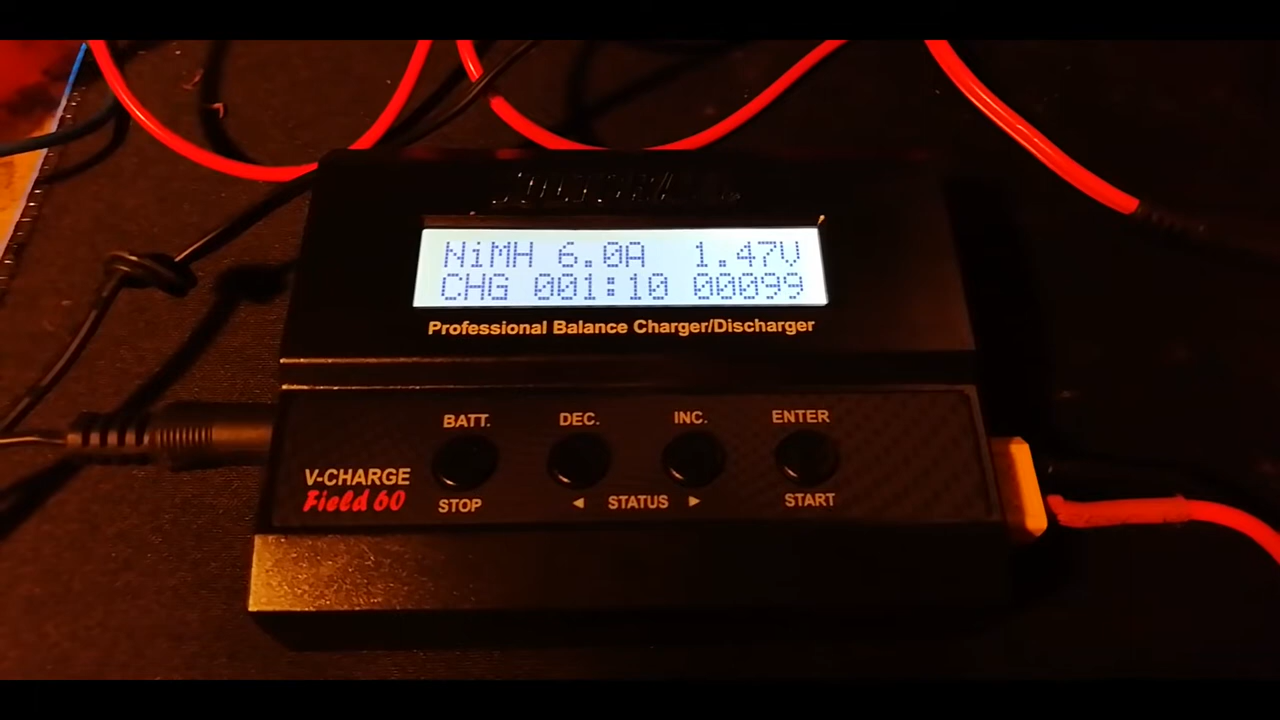 NiMH 6.0A 1.47V
CHG 001:10 00099
Professional Balance Charger/Discharger
BATT. DEC. INC. ENTER
V-CHARGE
Field 60
STOP ◄ STATUS ► START